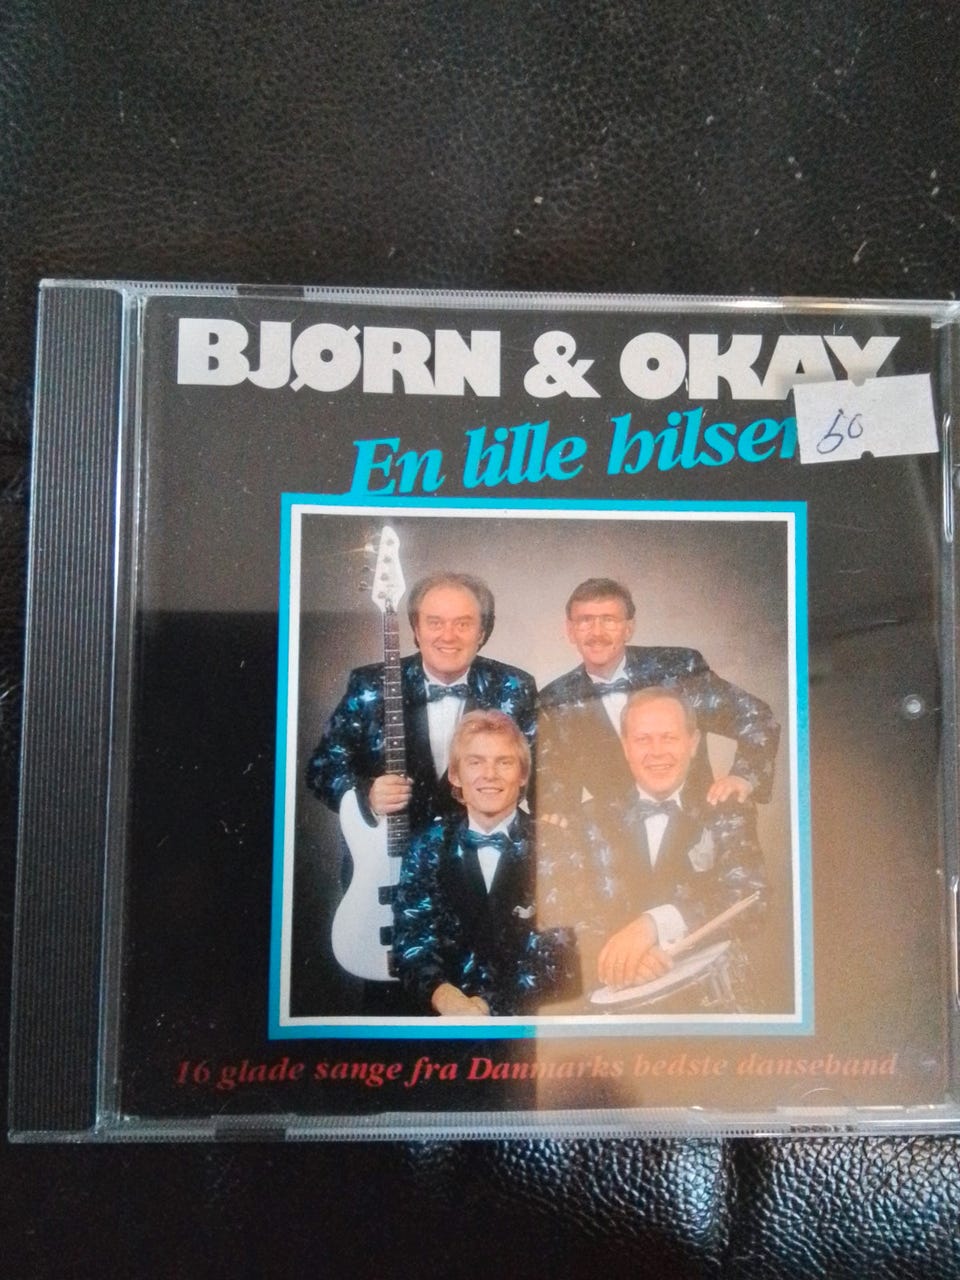 BJØRN & OKAY
En lille hilsen
60
16 glade sange fra Danmarks bedste danseband